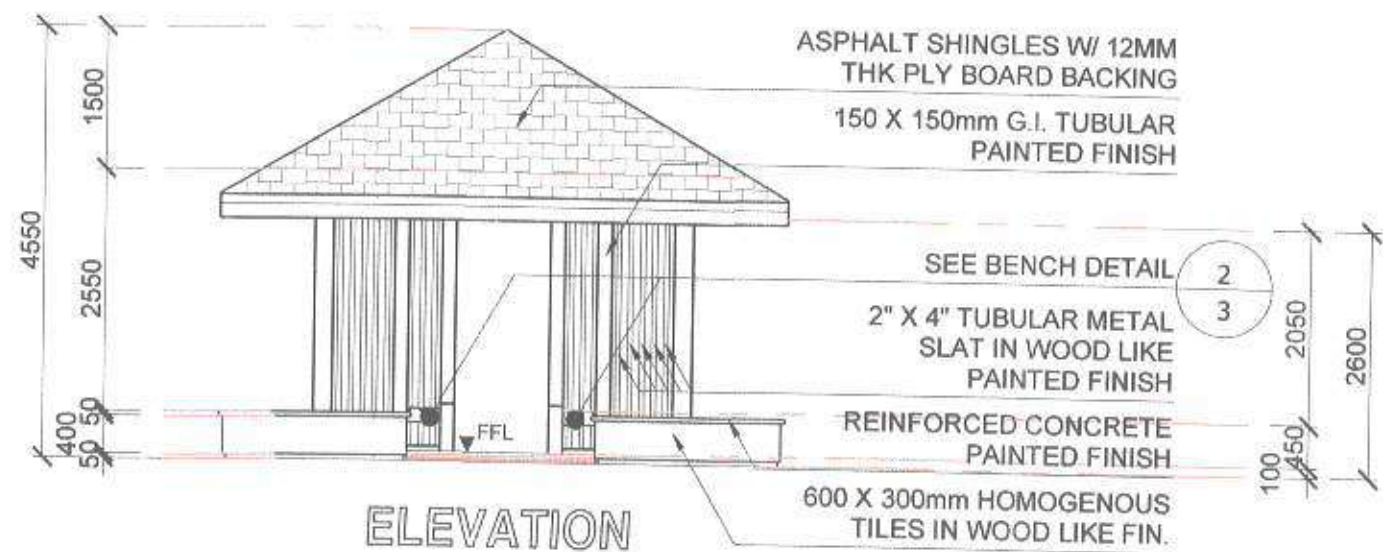 ASPHALT SHINGLES W/ 12MM
THK PLY BOARD BACKING
150 X 150mm G.I. TUBULAR
PAINTED FINISH
SEE BENCH DETAIL
2
3
2" X 4" TUBULAR METAL
SLAT IN WOOD LIKE
PAINTED FINISH
REINFORCED CONCRETE
PAINTED FINISH
600 X 300mm HOMOGENOUS
TILES IN WOOD LIKE FIN.
4550
1500
2550
50
400
50
FFL
2050
2600
450
100
ELEVATION